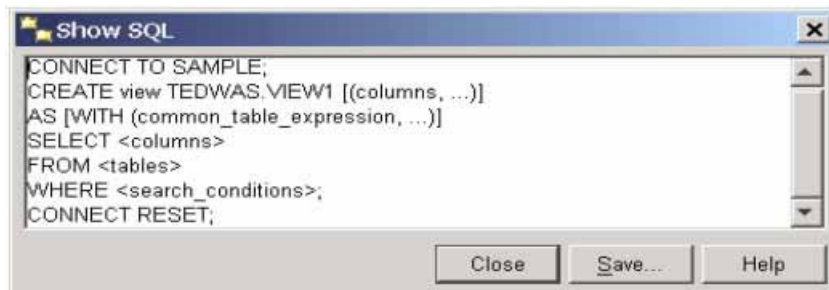 Show SQL
CONNECT TO SAMPLE;
CREATE view TEDWAS.VIEW1 [(columns, ...)]
AS [WITH (common_table_expression, ...)]
SELECT <columns>
FROM <tables>
WHERE <search_conditions>;
CONNECT RESET;
Close Save... Help